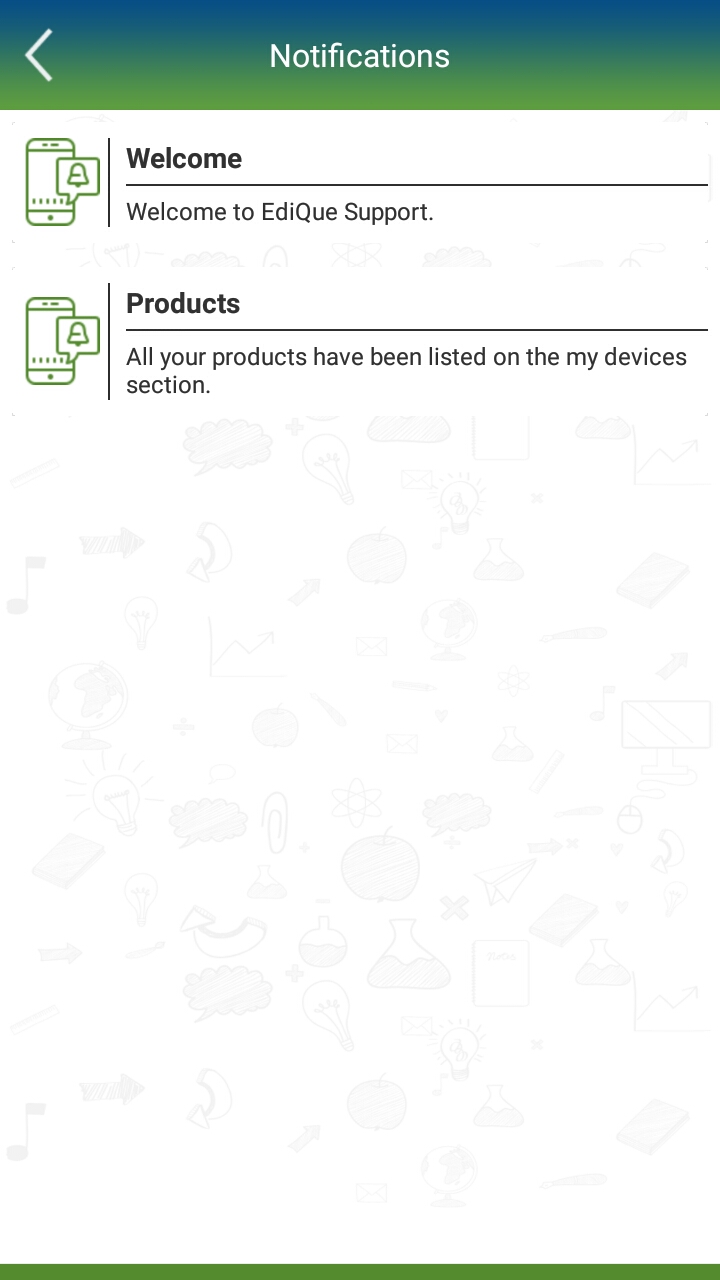 Notifications
Welcome
Welcome to EdiQue Support.
Products
All your products have been listed on the my devices
section.